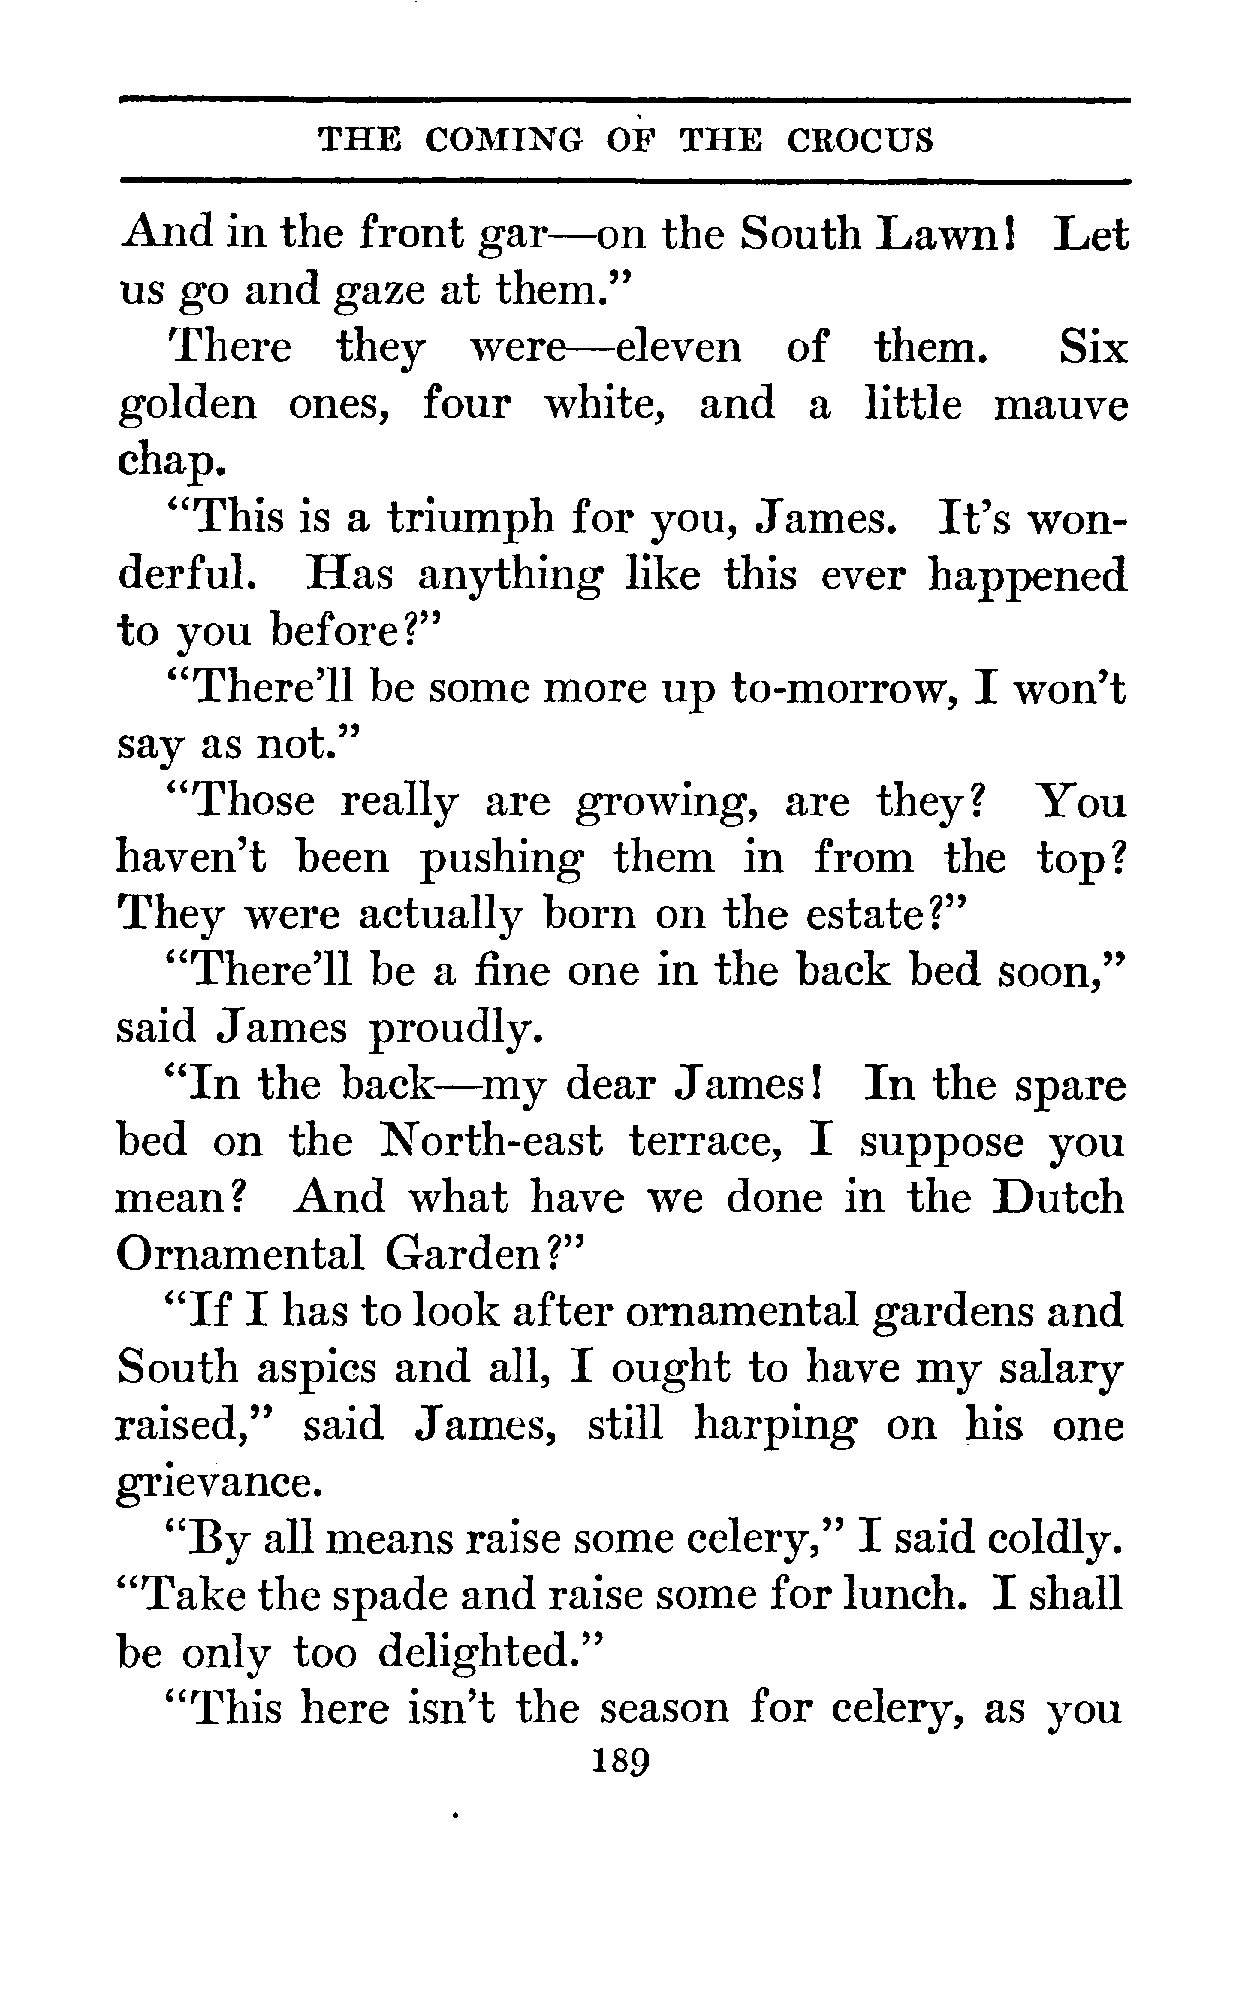 THE COMING OF THE CROCUS
And in the front gar—on the South Lawn! Let
us go and gaze at them.”
There they were—eleven of them. Six
golden ones, four white, and a little mauve
chap.
“This is a triumph for you, James. It’s won-
derful. Has anything like this ever happened
to you before?”
“There’ll be some more up to-morrow, I won’t
say as not.”
“Those really are growing, are they? You
haven’t been pushing them in from the top?
They were actually born on the estate?”
“There’ll be a fine one in the back bed soon,”
said James proudly.
“In the back—my dear James! In the spare
bed on the North-east terrace, I suppose you
mean? And what have we done in the Dutch
Ornamental Garden?”
“If I has to look after ornamental gardens and
South aspics and all, I ought to have my salary
raised,” said James, still harping on his one
grievance.
“By all means raise some celery,” I said coldly.
“Take the spade and raise some for lunch. I shall
be only too delighted.”
“This here isn’t the season for celery, as you
189